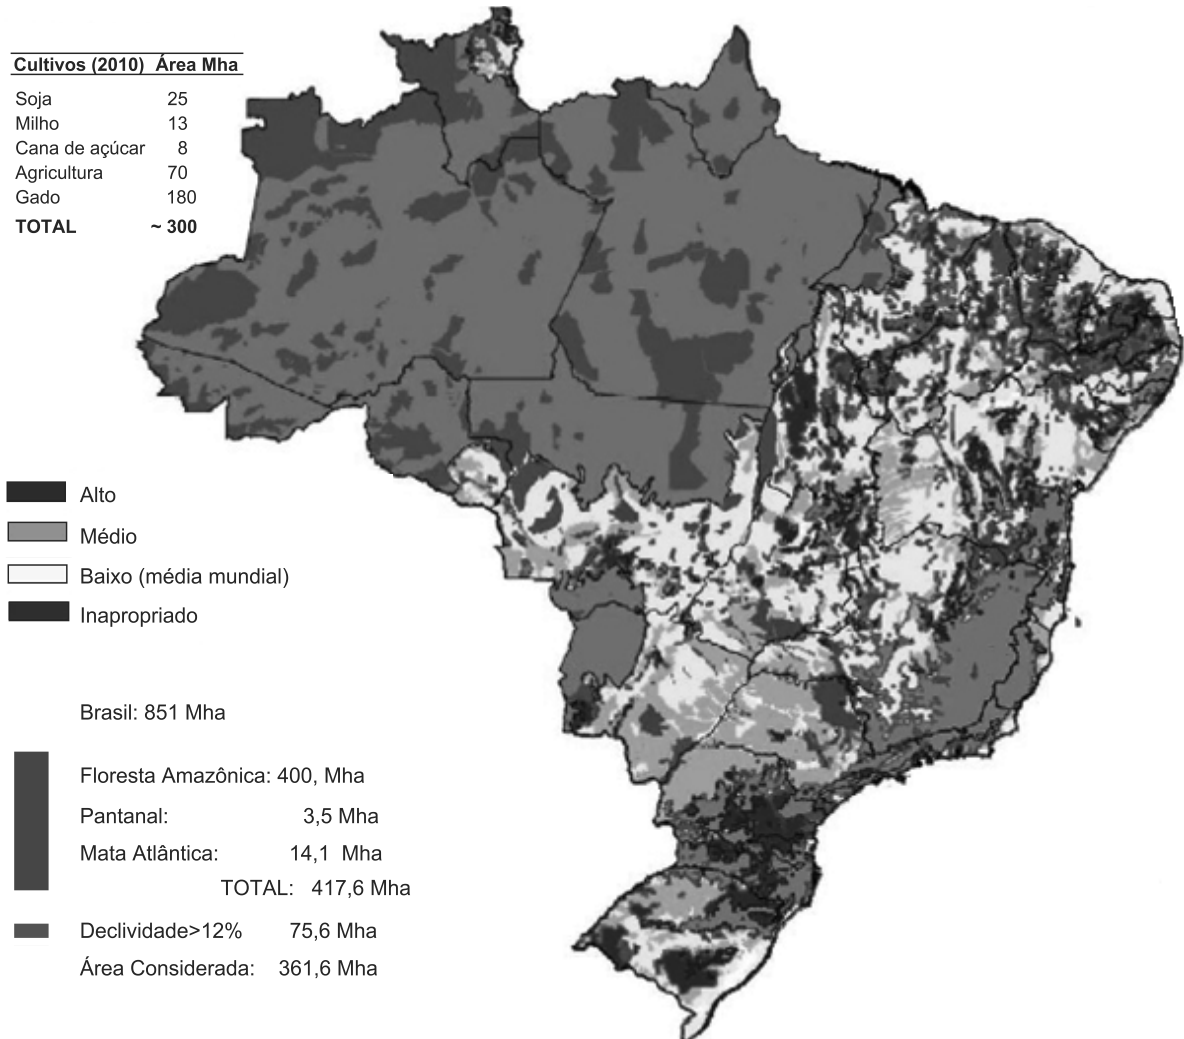 Cultivos (2010) Área Mha
Soja 25
Milho 13
Cana de açúcar 8
Agricultura 70
Gado 180
TOTAL ~ 300
Alto
Médio
Baixo (média mundial)
Inapropriado
Brasil: 851 Mha
Floresta Amazônica: 400, Mha
Pantanal: 3,5 Mha
Mata Atlântica: 14,1 Mha
TOTAL: 417,6 Mha
Declividade>12% 75,6 Mha
Área Considerada: 361,6 Mha